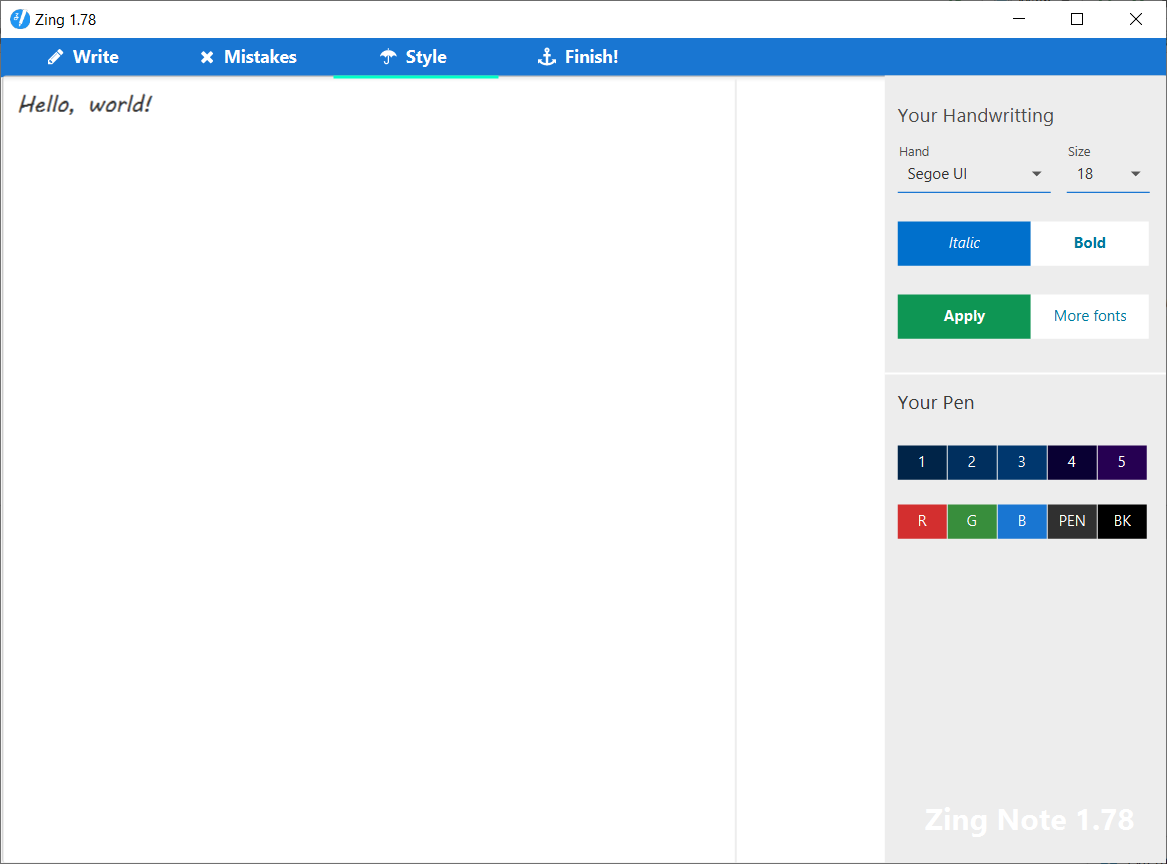 Zing 1.78
Write Mistakes Style Finish!
Hello, world!
Your Handwritting
Hand Size
Segoe UI 18
Italic Bold
Apply More fonts
Your Pen
1 2 3 4 5
R G B PEN BK
Zing Note 1.78